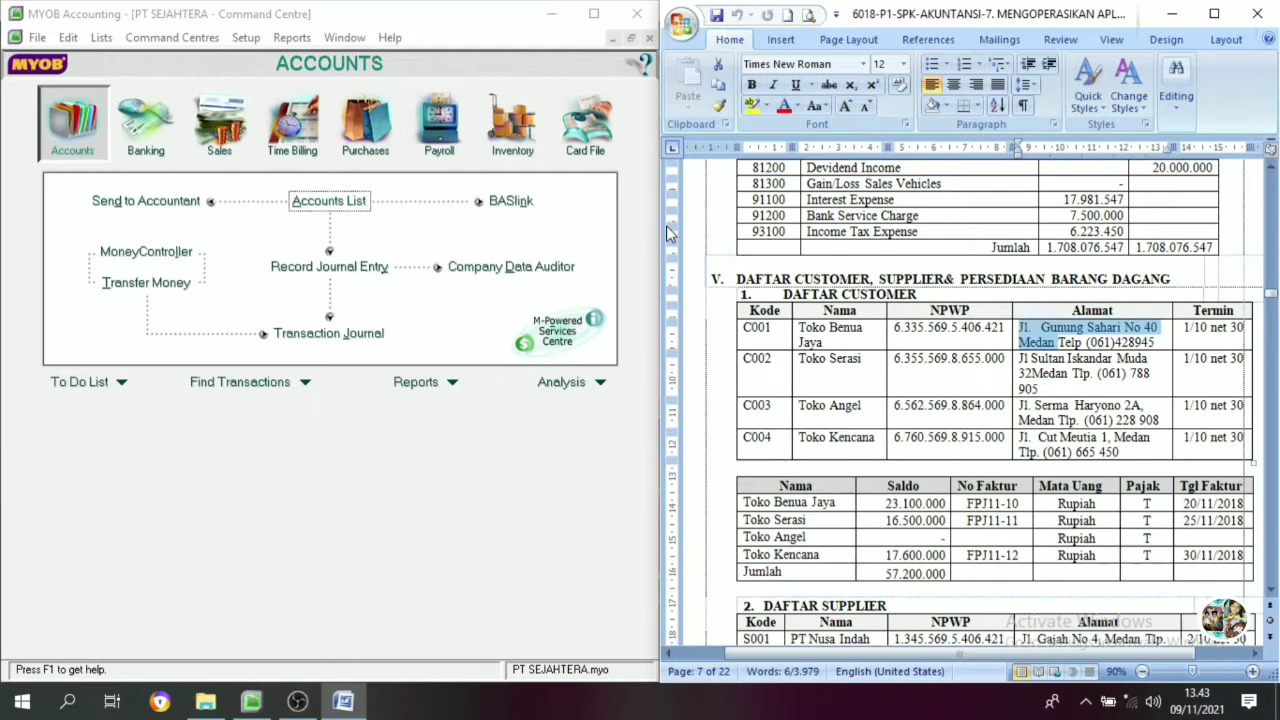 MYOB Accounting - [PT SEJAHTERA - Command Centre]
File Edit Lists Command Centres Setup Reports Window Help
MYOB ACCOUNTS
Accounts Banking Sales Time Billing Purchases Payroll Inventory Card File
Send to Accountant Accounts List BASlink
MoneyController
Record Journal Entry Company Data Auditor
Transfer Money
M-Powered
Services
Centre
Transaction Journal
To Do List Find Transactions Reports Analysis
Press F1 to get help. PT SEJAHTERA.myo
6018-P1-SPK-AKUNTANSI-7. MENGOPERASIKAN APL...
Home Insert Page Layout References Mailings Review View Design Layout
Times New Roman 12
Paste
Quick Styles
Change Styles
Editing
Clipboard Font Paragraph Styles
81200 Dividend Income 20.000.000
81300 Gain/Loss Sales Vehicles -
91100 Interest Expense 17.981.547
91200 Bank Service Charge 7.500.000
93100 Income Tax Expense 6.223.450
Jumlah 1.708.076.547 1.708.076.547
V. DAFTAR CUSTOMER, SUPPLIER& PERSEDIAAN BARANG DAGANG
1. DAFTAR CUSTOMER
Kode Nama NPWP Alamat Termin
C001 Toko Benua Jaya 6.335.569.5.406.421 Jl. Gunung Sahari No 40 Medan Telp (061)428945 1/10 net 30
C002 Toko Serasi 6.355.569.8.655.000 Jl Sultan Iskandar Muda 32Medan Tlp. (061) 788 905 1/10 net 30
C003 Toko Angel 6.562.569.8.864.000 Jl. Serma Haryono 2A, Medan Tlp. (061) 228 908 1/10 net 30
C004 Toko Kencana 6.760.569.8.915.000 Jl. Cut Meutia 1, Medan Tlp. (061) 665 450 1/10 net 30
Nama Saldo No Faktur Mata Uang Pajak Tgl Faktur
Toko Benua Jaya 23.100.000 FPJ11-10 Rupiah T 20/11/2018
Toko Serasi 16.500.000 FPJ11-11 Rupiah T 25/11/2018
Toko Angel - Rupiah T
Toko Kencana 17.600.000 FPJ11-12 Rupiah T 30/11/2018
Jumlah 57.200.000
2. DAFTAR SUPPLIER
Activate Windows
Kode Nama NPWP Alamat
S001 PT Nusa Indah 1.345.569.5.406.421 Jl. Gajah No 4, Medan Tlp.
Page: 7 of 22 Words: 6/3.979 English (United States) 90%
13.43
09/11/2021